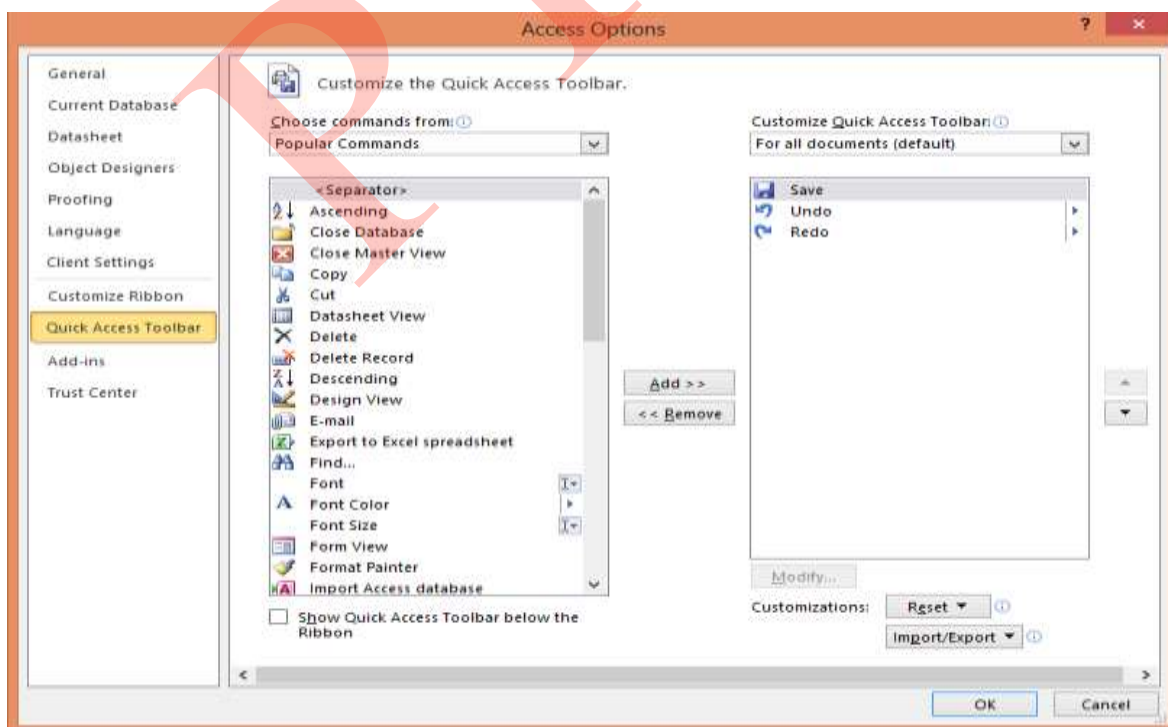 Access Options
?
General
Current Database
Datasheet
Object Designers
Proofing
Language
Client Settings
Customize Ribbon
Quick Access Toolbar
Add-ins
Trust Center
Customize the Quick Access Toolbar.
Choose commands from:
Popular Commands
<Separator>
Ascending
Close Database
Close Master View
Copy
Cut
Datasheet View
Delete
Delete Record
Descending
Design View
E-mail
Export to Excel spreadsheet
Find...
Font
Font Color
Font Size
Form View
Format Painter
Import Access database
Show Quick Access Toolbar below the
Ribbon
Add >>
<< Remove
Customize Quick Access Toolbar:
For all documents (default)
Save
Undo
Redo
Modify...
Customizations:
Reset
Import/Export
OK
Cancel